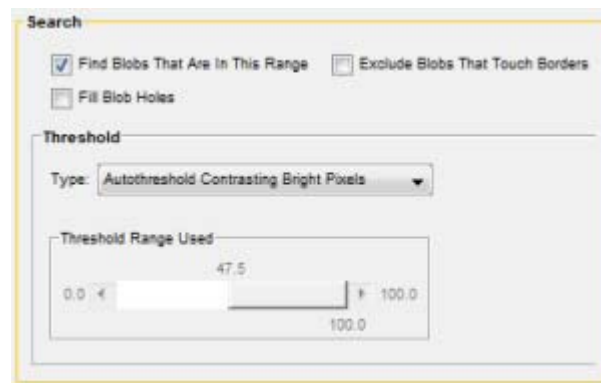 Search
Find Blobs That Are In This Range Exclude Blobs That Touch Borders
Fill Blob Holes
Threshold
Type: Autothreshold Contrasting Bright Pixels
Threshold Range Used
47.5
0.0 100.0
100.0